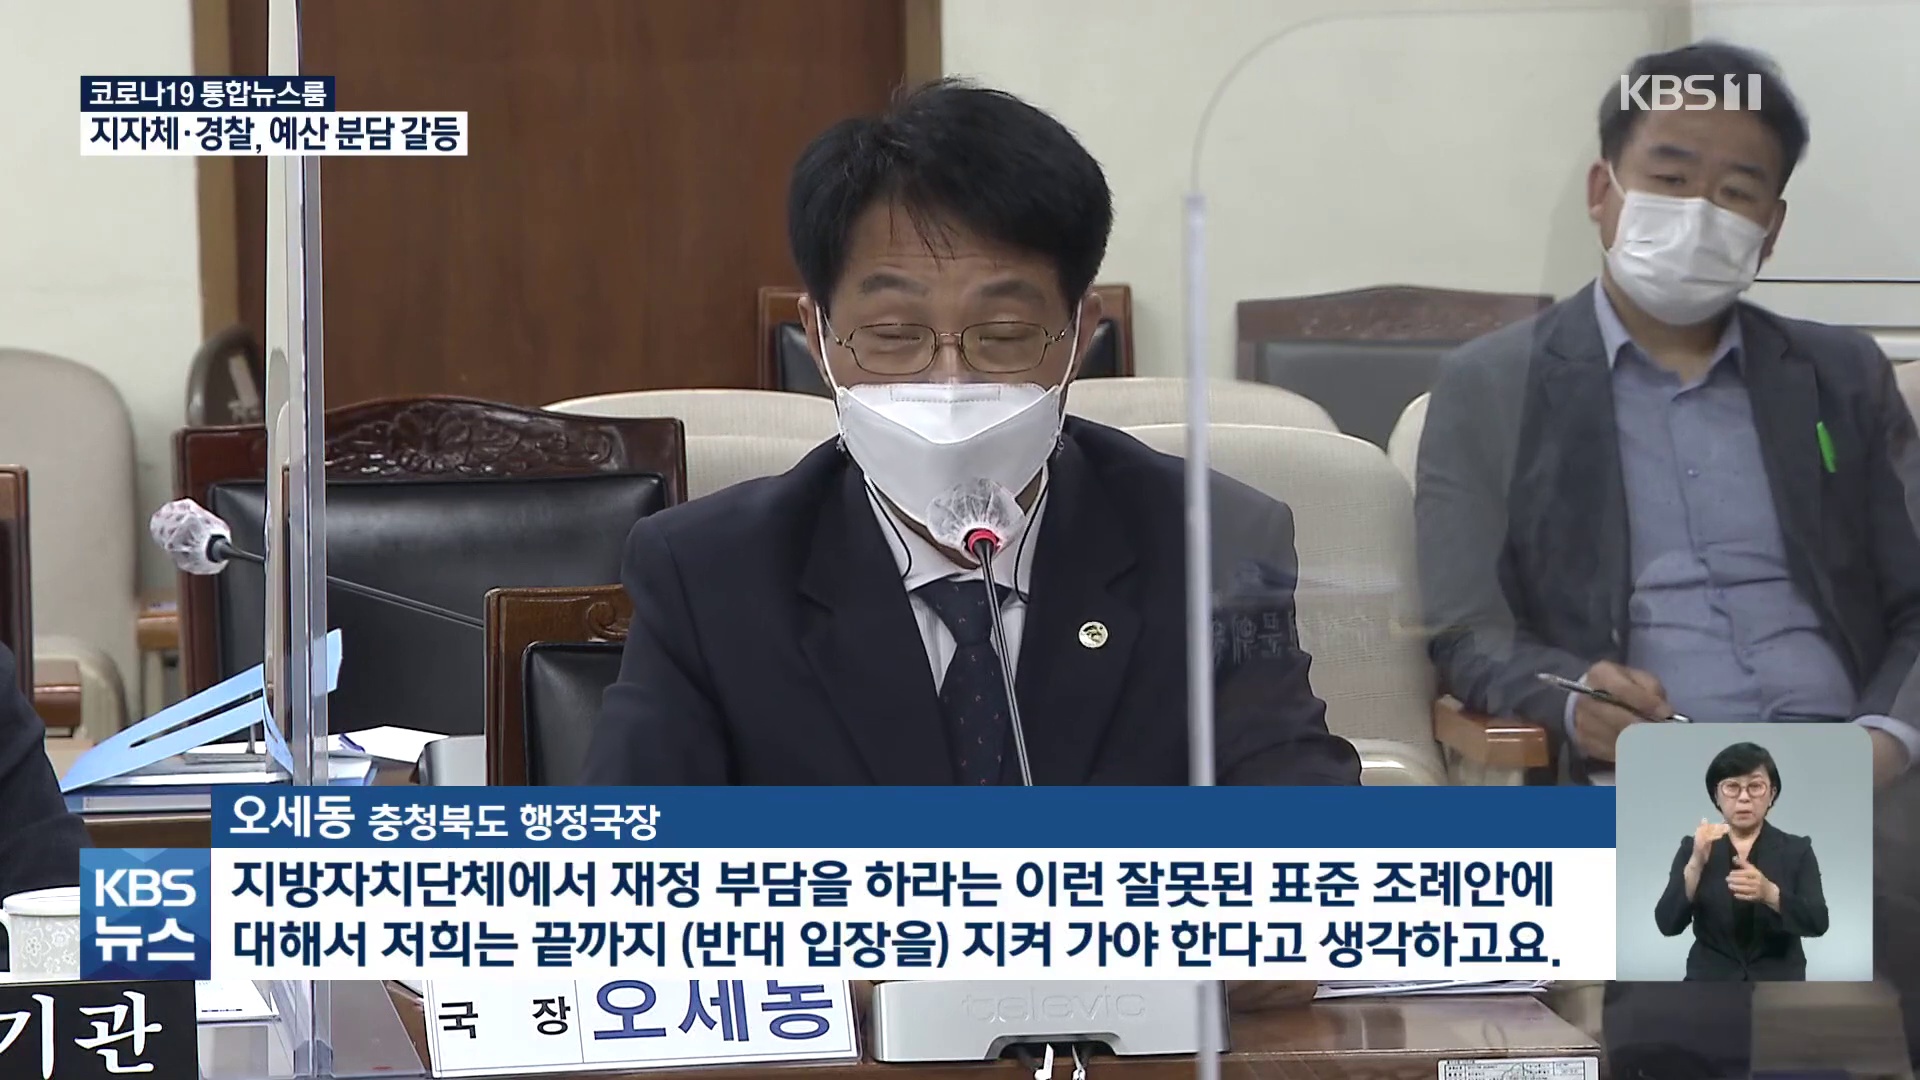 코로나19 통합뉴스룸
지자체·경찰, 예산 분담 갈등
KBS 1
오세동 충청북도 행정국장
KBS 뉴스
지방자치단체에서 재정 부담을 하라는 이런 잘못된 표준 조례안에
대해서 저희는 끝까지 (반대 입장을) 지켜 가야 한다고 생각하고요.
기관
국 장 오세동
televic